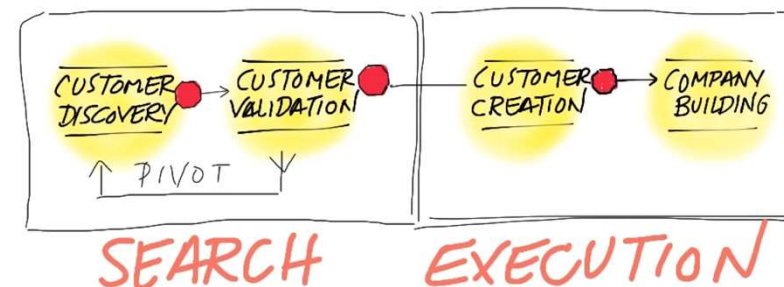 CUSTOMER
DISCOVERY
CUSTOMER
VALIDATION
PIVOT
CUSTOMER
CREATION
COMPANY
BUILDING
SEARCH
EXECUTION